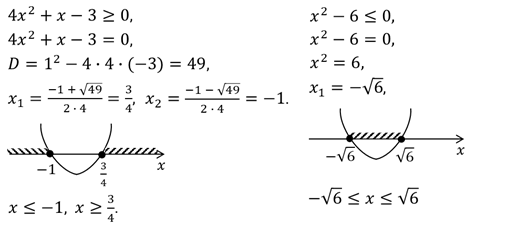 4x² + x − 3 ≥ 0,
4x² + x − 3 = 0,
D = 1² − 4 · 4 · (−3) = 49,
x₁ = (−1 + √49)/(2 · 4) = 3/4, x₂ = (−1 − √49)/(2 · 4) = −1.
−1 3/4 x
x ≤ −1, x ≥ 3/4.
x² − 6 ≤ 0,
x² − 6 = 0,
x² = 6,
x₁ = −√6,
−√6 √6 x
−√6 ≤ x ≤ √6